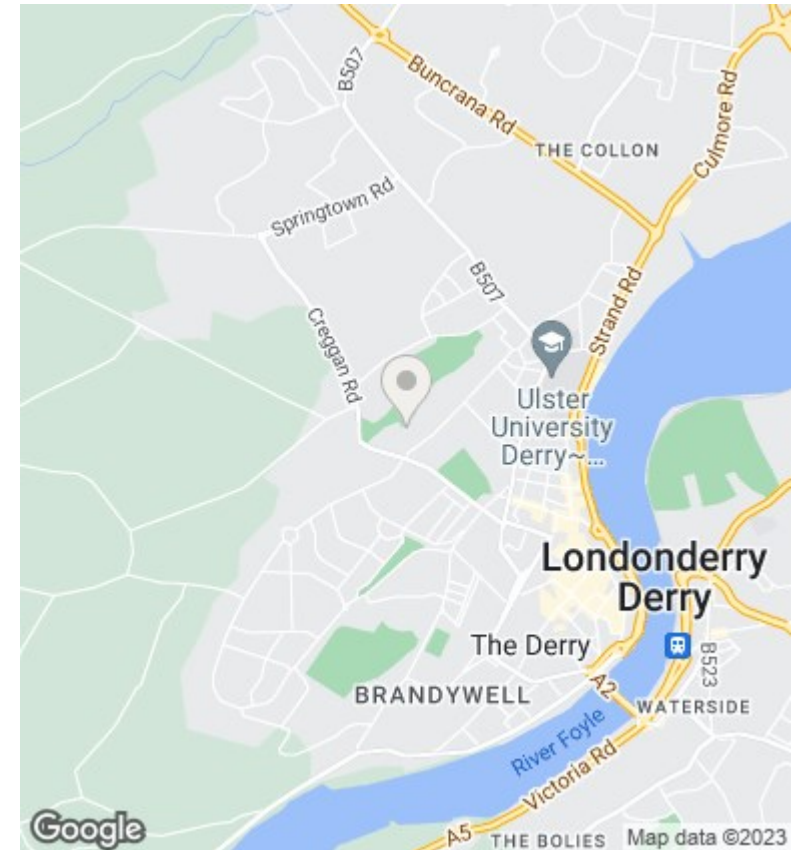 B507
Buncrana Rd
Culmore Rd
THE COLLON
Springtown Rd
B507
Strand Rd
Creggan Rd
Ulster
University
Derry~...
Londonderry
Derry
The Derry
B523
A2
BRANDYWELL
WATERSIDE
River Foyle
Victoria Rd
A5
THE BOLIES
Google
Map data ©2023